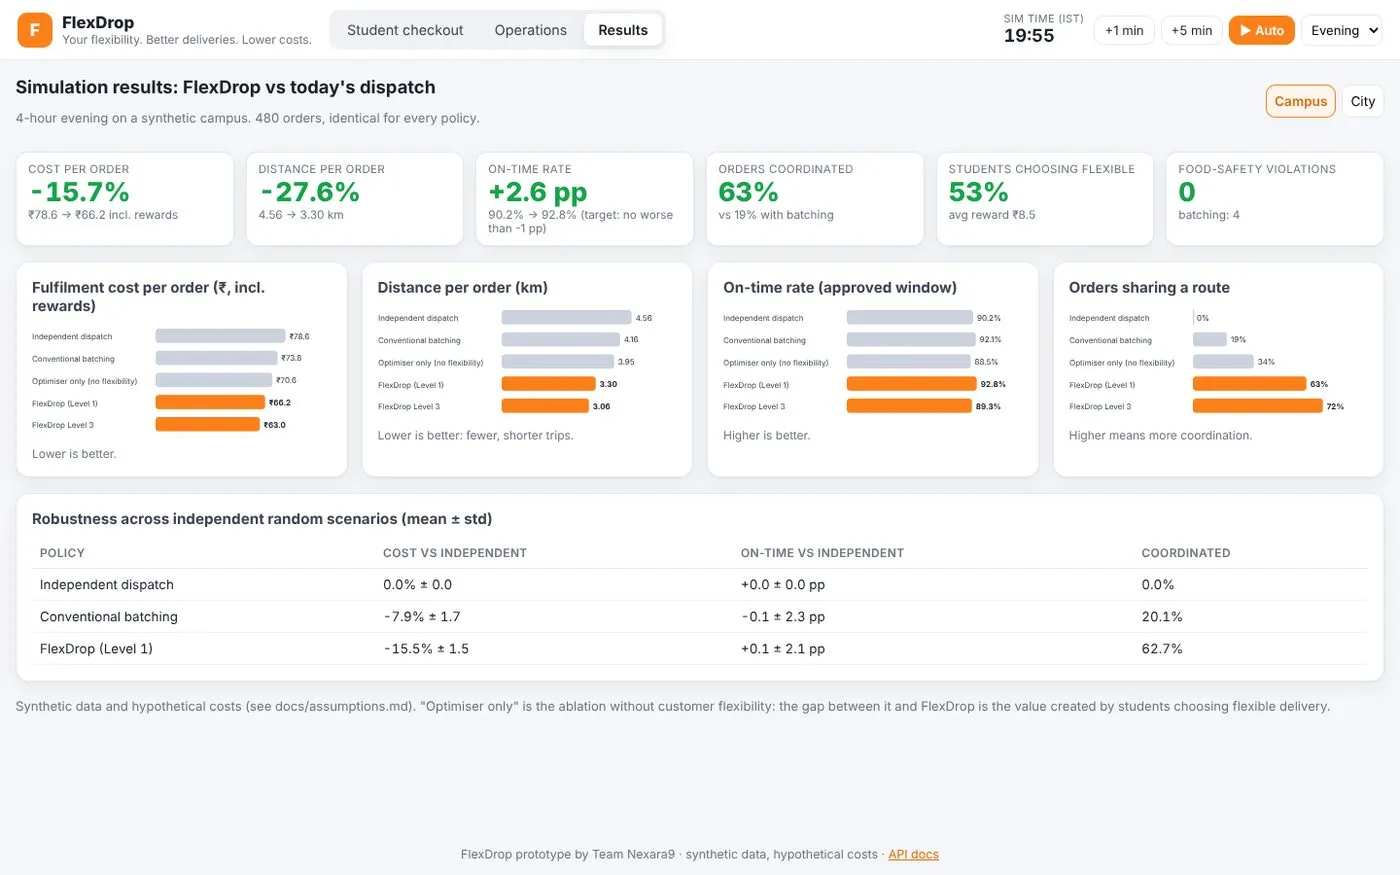 F
FlexDrop
Your flexibility. Better deliveries. Lower costs.
Student checkout
Operations
Results
SIM TIME (IST)
19:55
+1 min
+5 min
▶ Auto
Evening
Simulation results: FlexDrop vs today's dispatch
4-hour evening on a synthetic campus. 480 orders, identical for every policy.
Campus
City
COST PER ORDER
-15.7%
₹78.6 → ₹66.2 incl. rewards
DISTANCE PER ORDER
-27.6%
4.56 → 3.30 km
ON-TIME RATE
+2.6 pp
90.2% → 92.8% (target: no worse
than -1 pp)
ORDERS COORDINATED
63%
vs 19% with batching
STUDENTS CHOOSING FLEXIBLE
53%
avg reward ₹8.5
FOOD-SAFETY VIOLATIONS
0
batching: 4
Fulfilment cost per order (₹, incl.
rewards)
Independent dispatch ₹78.6
Conventional batching ₹73.8
Optimiser only (no flexibility) ₹70.6
FlexDrop (Level 1) ₹66.2
FlexDrop Level 3 ₹63.0
Lower is better.
Distance per order (km)
Independent dispatch 4.56
Conventional batching 4.16
Optimiser only (no flexibility) 3.95
FlexDrop (Level 1) 3.30
FlexDrop Level 3 3.06
Lower is better: fewer, shorter trips.
On-time rate (approved window)
Independent dispatch 90.2%
Conventional batching 92.1%
Optimiser only (no flexibility) 88.5%
FlexDrop (Level 1) 92.8%
FlexDrop Level 3 89.3%
Higher is better.
Orders sharing a route
Independent dispatch 0%
Conventional batching 19%
Optimiser only (no flexibility) 34%
FlexDrop (Level 1) 63%
FlexDrop Level 3 72%
Higher means more coordination.
Robustness across independent random scenarios (mean ± std)
POLICY COST VS INDEPENDENT ON-TIME VS INDEPENDENT COORDINATED
Independent dispatch 0.0% ± 0.0 +0.0 ± 0.0 pp 0.0%
Conventional batching -7.9% ± 1.7 -0.1 ± 2.3 pp 20.1%
FlexDrop (Level 1) -15.5% ± 1.5 +0.1 ± 2.1 pp 62.7%
Synthetic data and hypothetical costs (see docs/assumptions.md). "Optimiser only" is the ablation without customer flexibility: the gap between it and FlexDrop is the value created by students choosing flexible delivery.
FlexDrop prototype by Team Nexara9 · synthetic data, hypothetical costs · API docs